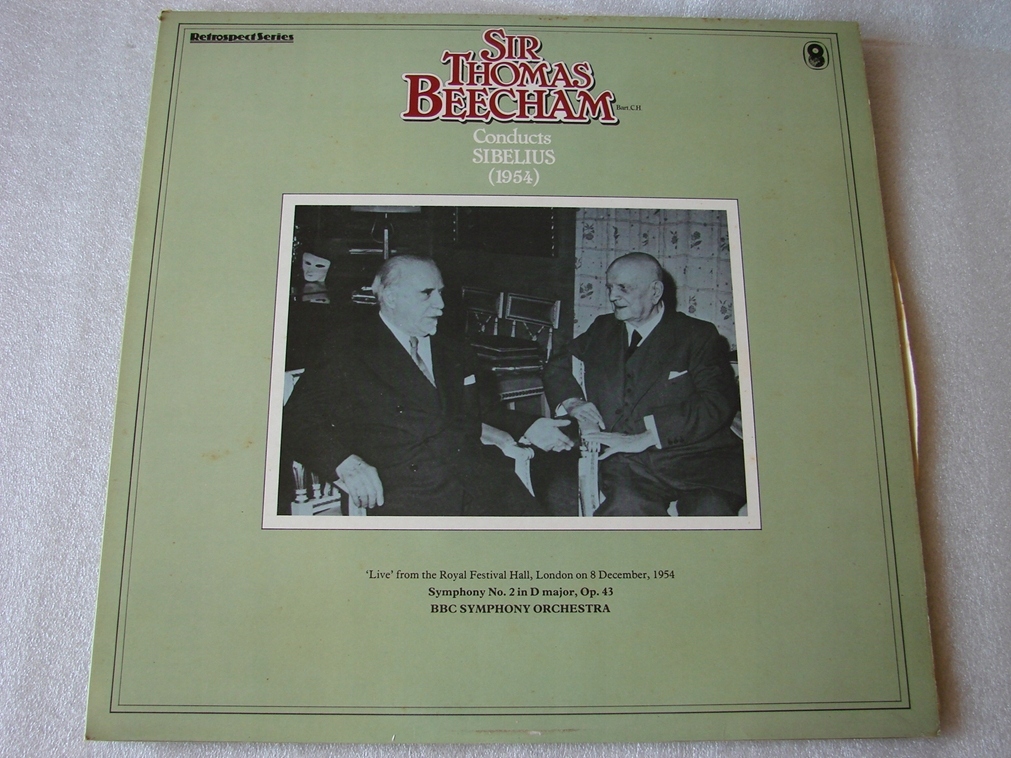 Retrospect Series
8
SIR
THOMAS
BEECHAM Bart, C.H.
Conducts
SIBELIUS
(1954)
‘Live’ from the Royal Festival Hall, London on 8 December, 1954
Symphony No. 2 in D major, Op. 43
BBC SYMPHONY ORCHESTRA